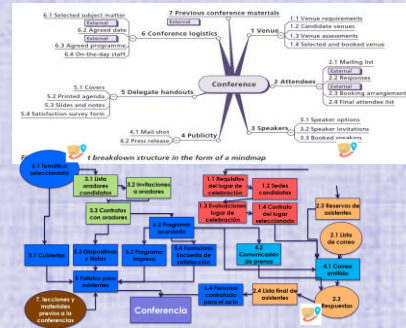 7 Previous conference materials
External
6.1 Selected subject matter
External
6.2 Agreed date
External
6.3 Agreed programme
6.4 On-the-day staff
6 Conference logistics
1 Venue
1.1 Venue requirements
1.2 Candidate venues
1.3 Venue assessments
1.4 Selected and booked venue
5.1 Covers
5.2 Printed agenda
5.3 Slides and notes
5.4 Satisfaction survey form
5 Delegate handouts
Conference
2 Attendees
2.1 Mailing list
External
2.2 Responses
External
2.3 Booking arrangement
2.4 Final attendee list
4.1 Mail-shot
4.2 Press release
4 Publicity
3 Speakers
3.1 Speaker options
3.2 Speaker invitations
3.3 Booked speakers
t breakdown structure in the form of a mindmap
6.1 Temática
seleccionada
3.1 Lista
oradores
candidatos
3.2 Invitaciones
a oradores
1.1 Requisitos
del lugar de
celebración
1.2 Sedes
candidatas
2.3 Reservas de
asistentes
3.3 Contratos
con oradores
1.3 Evaluaciones
lugar de
celebración
1.4 Contrato
del lugar
seleccionado
6.3 Programa
acordado
2.1 Lista
de correo
5.1 Cubiertas
5.3 Diapositivas
y Notas
5.2 Programa
impreso
5.4 Formulario
Encuesta de
satisfacción
4.2
Comunicados
de prensa
4.1 Correo
emitido
5 Folletos para
asistentes
7. lecciones y
materiales
previos a la
conferencias
Conferencia
6.4 Personal
contratado
para el acto
2.4 Lista final de
asistentes
2.2
Respuestas